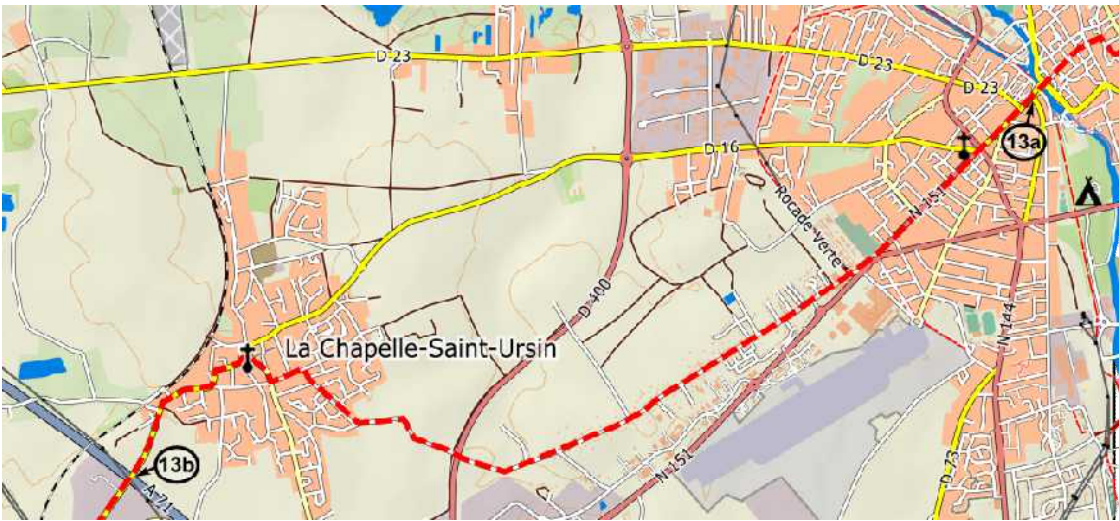 D 23
D 23
D 23
13a
D 16
N 151
Rocade Verte
D 400
N 144
La Chapelle-Saint-Ursin
13b
A 71
N 151
D 73